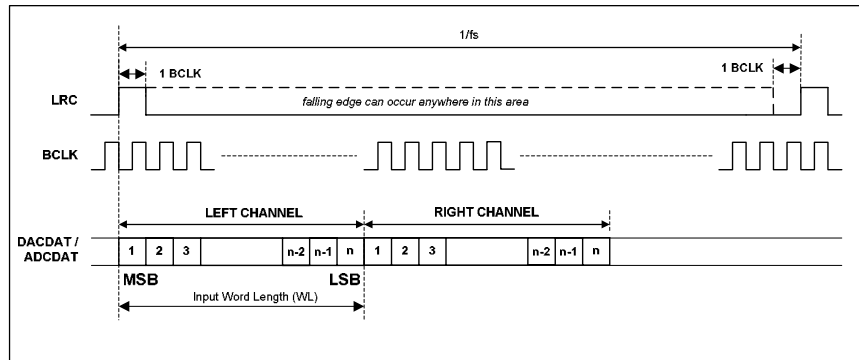 1/fs
1 BCLK 1 BCLK
LRC falling edge can occur anywhere in this area
BCLK
LEFT CHANNEL RIGHT CHANNEL
DACDAT /
ADCDAT
1 2 3 n-2 n-1 n 1 2 3 n-2 n-1 n
MSB LSB
Input Word Length (WL)